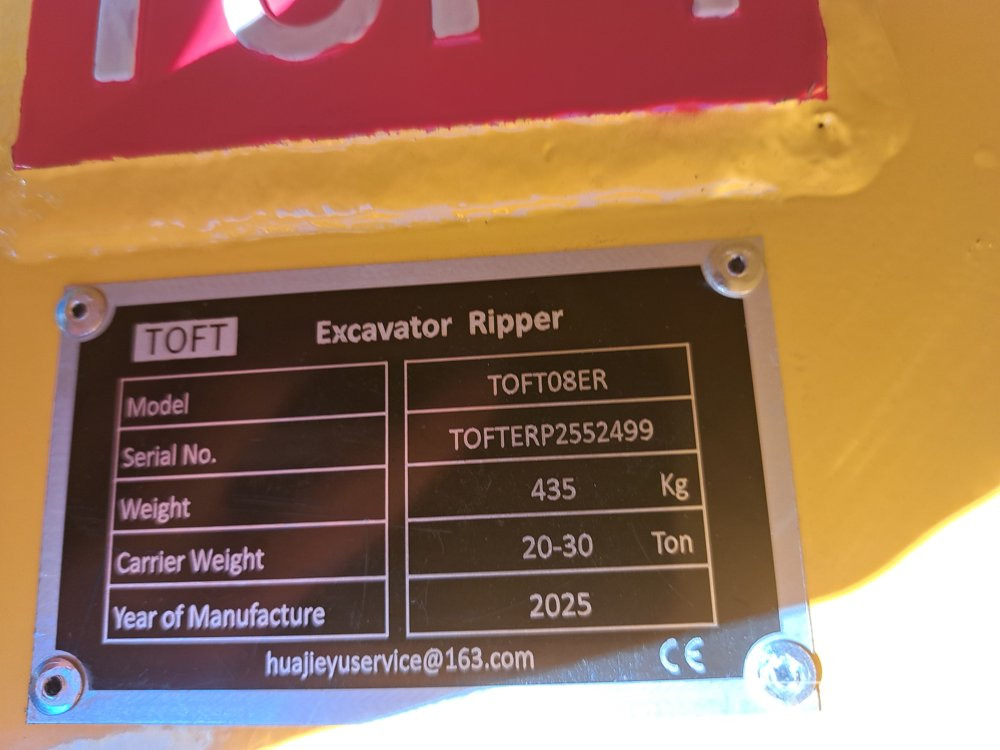 TOFT
TOFT
Excavator Ripper
Model TOFT08ER
Serial No. TOFTERP2552499
Weight 435 Kg
Carrier Weight 20-30 Ton
Year of Manufacture 2025
huajieyuservice@163.com CE